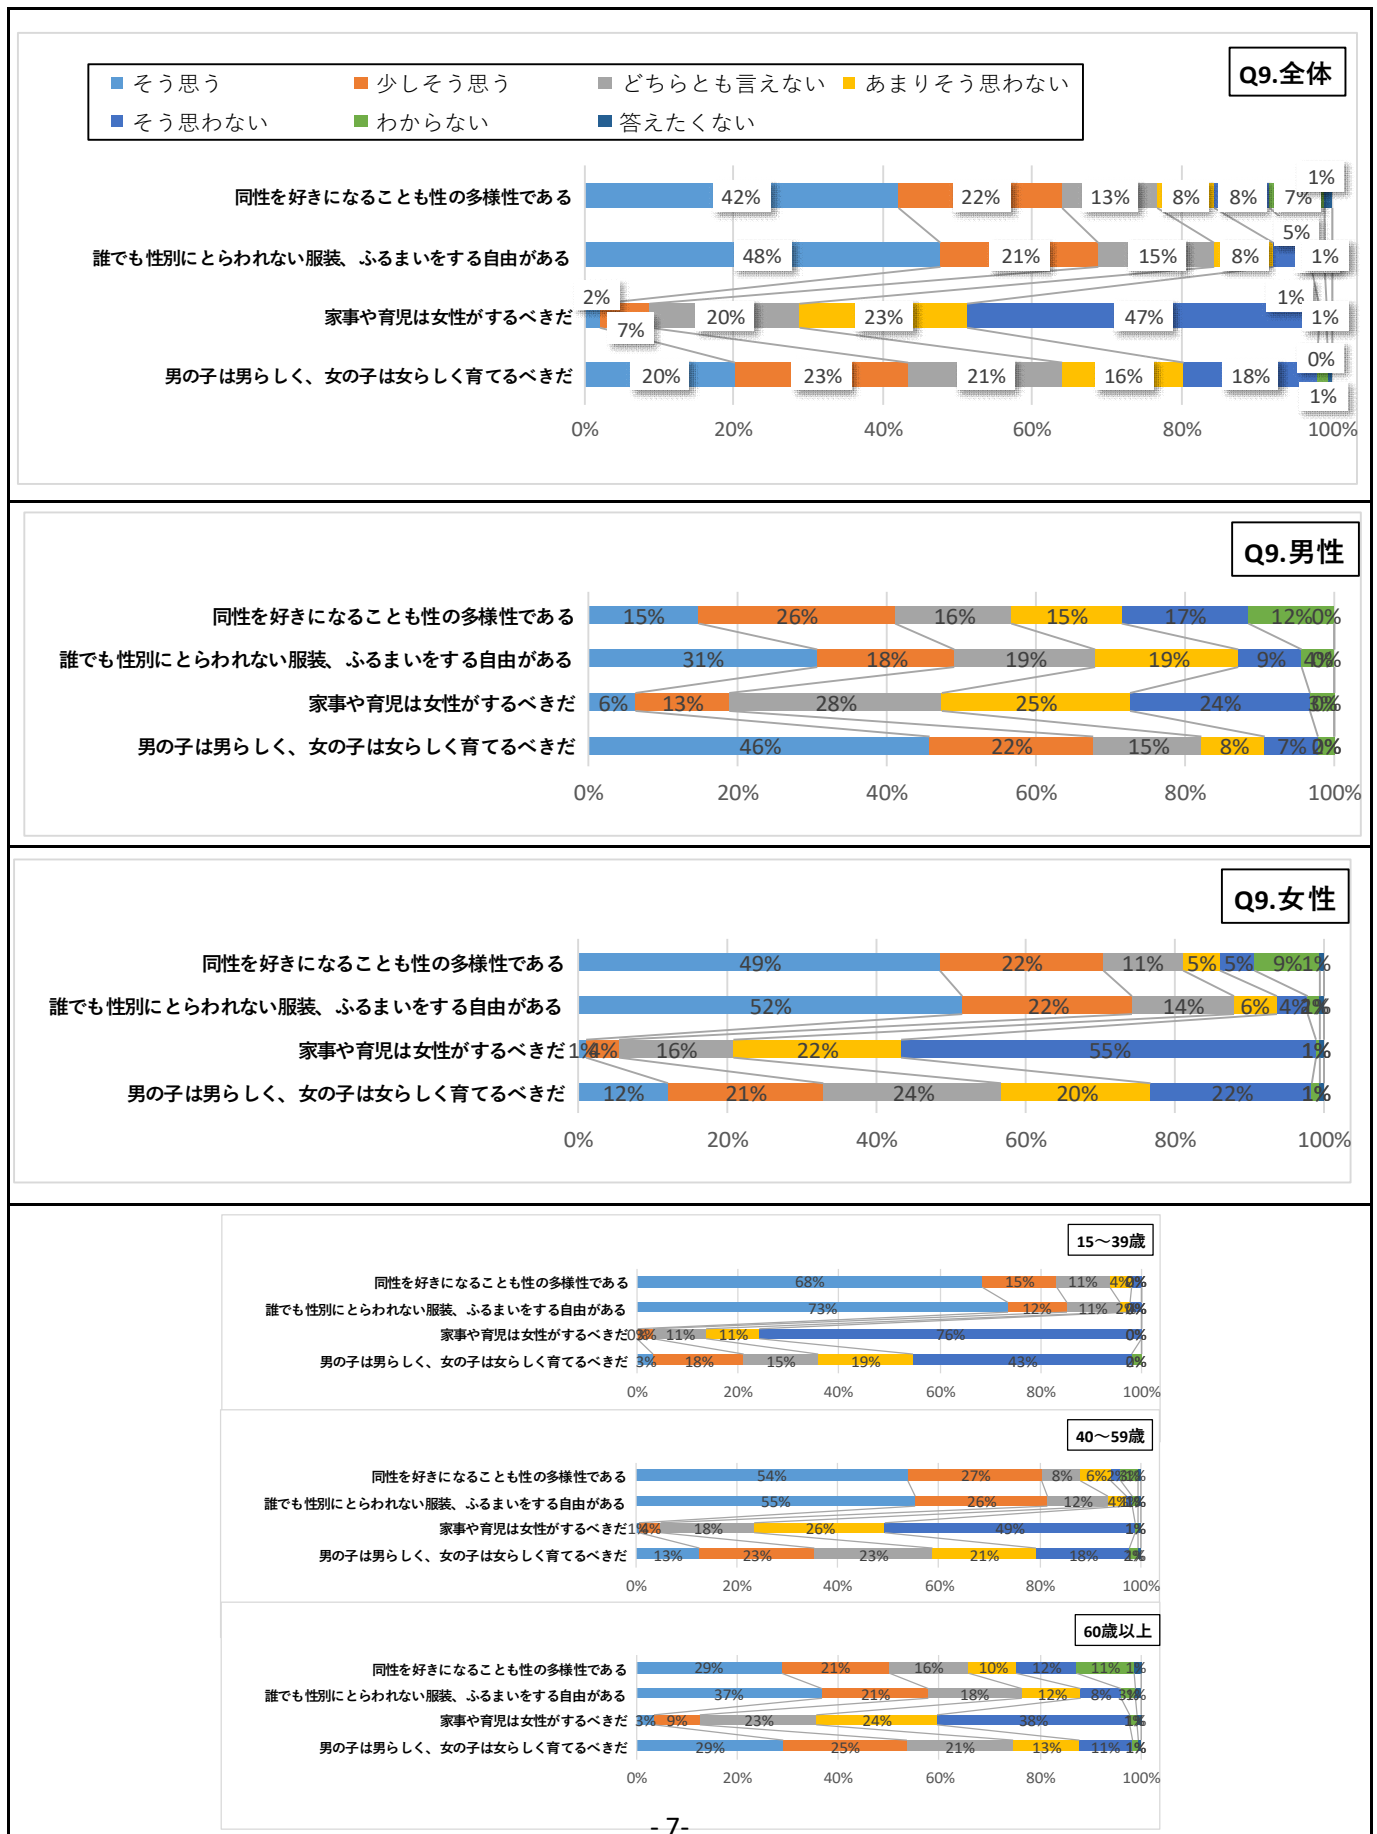 Q9.全体
そう思う 少しそう思う どちらとも言えない あまりそう思わない
そう思わない わからない 答えたくない
同性を好きになることも性の多様性である 42% 22% 13% 8% 8% 7% 1%
誰でも性別にとらわれない服装、ふるまいをする自由がある 48% 21% 15% 8% 5% 1%
家事や育児は女性がするべきだ 2% 7% 20% 23% 47% 1% 1%
男の子は男らしく、女の子は女らしく育てるべきだ 20% 23% 21% 16% 18% 0% 1%
0% 20% 40% 60% 80% 100%
Q9.男性
同性を好きになることも性の多様性である 15% 26% 16% 15% 17% 12% 0%
誰でも性別にとらわれない服装、ふるまいをする自由がある 31% 18% 19% 19% 9% 4% 0%
家事や育児は女性がするべきだ 6% 13% 28% 25% 24% 3% 0%
男の子は男らしく、女の子は女らしく育てるべきだ 46% 22% 15% 8% 7% 2% 0%
0% 20% 40% 60% 80% 100%
Q9.女性
同性を好きになることも性の多様性である 49% 22% 11% 5% 5% 9% 1%
誰でも性別にとらわれない服装、ふるまいをする自由がある 52% 22% 14% 6% 4% 2%
家事や育児は女性がするべきだ 1% 4% 16% 22% 55% 1%
男の子は男らしく、女の子は女らしく育てるべきだ 12% 21% 24% 20% 22% 1%
0% 20% 40% 60% 80% 100%
15～39歳
同性を好きになることも性の多様性である 68% 15% 11% 4% 0%
誰でも性別にとらわれない服装、ふるまいをする自由がある 73% 12% 11% 2% 0%
家事や育児は女性がするべきだ 0% 3% 11% 11% 76% 0%
男の子は男らしく、女の子は女らしく育てるべきだ 3% 18% 15% 19% 43% 2% 0%
0% 20% 40% 60% 80% 100%
40～59歳
同性を好きになることも性の多様性である 54% 27% 8% 6% 2% 3% 1%
誰でも性別にとらわれない服装、ふるまいをする自由がある 55% 26% 12% 4% 1%
家事や育児は女性がするべきだ 1% 4% 18% 26% 49% 1%
男の子は男らしく、女の子は女らしく育てるべきだ 13% 23% 23% 21% 18% 2% 1%
0% 20% 40% 60% 80% 100%
60歳以上
同性を好きになることも性の多様性である 29% 21% 16% 10% 12% 11% 1%
誰でも性別にとらわれない服装、ふるまいをする自由がある 37% 21% 18% 12% 8% 3% 1%
家事や育児は女性がするべきだ 3% 9% 23% 24% 38% 1%
男の子は男らしく、女の子は女らしく育てるべきだ 29% 25% 21% 13% 11% 1%
0% 20% 40% 60% 80% 100%
- 7-